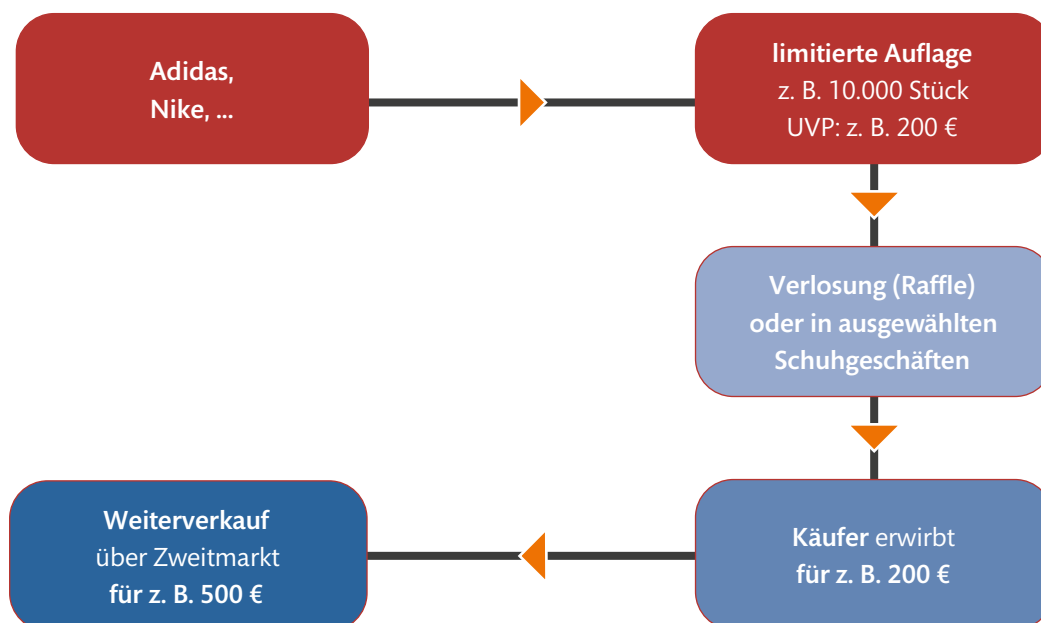 Adidas,
Nike, ...
limitierte Auflage
z. B. 10.000 Stück
UVP: z. B. 200 €
Verlosung (Raffle)
oder in ausgewählten
Schuhgeschäften
Käufer erwirbt
für z. B. 200 €
Weiterverkauf
über Zweitmarkt
für z. B. 500 €